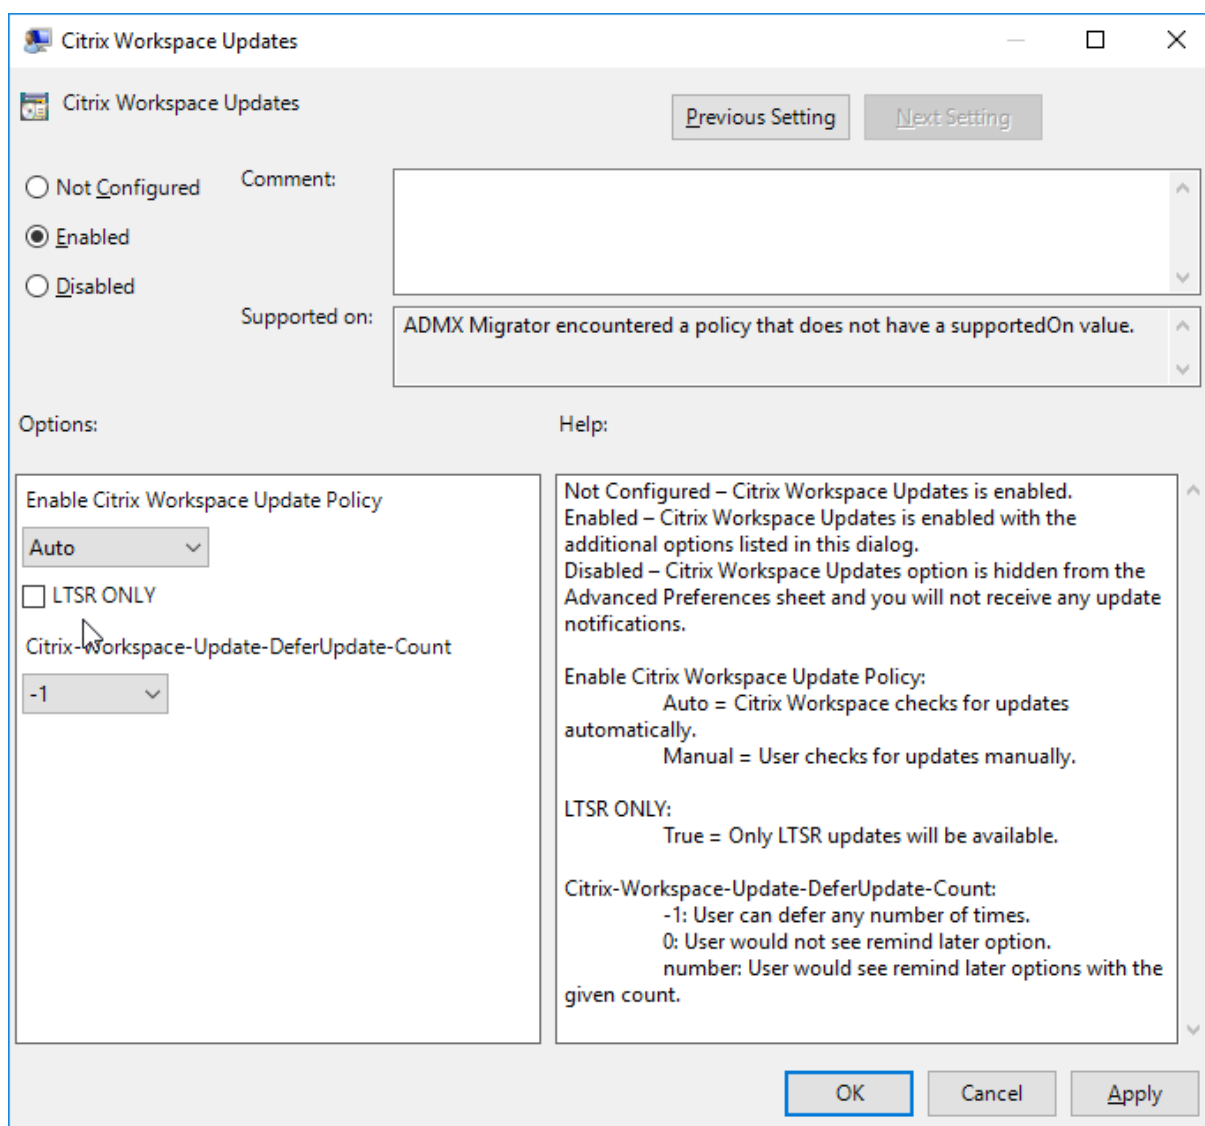 Citrix Workspace Updates
Citrix Workspace Updates
Previous Setting
Next Setting
Not Configured
Enabled
Disabled
Comment:
Supported on:
ADMX Migrator encountered a policy that does not have a supportedOn value.
Options:
Help:
Enable Citrix Workspace Update Policy
Auto
LTSR ONLY
Citrix-Workspace-Update-DeferUpdate-Count
-1
Not Configured – Citrix Workspace Updates is enabled.
Enabled – Citrix Workspace Updates is enabled with the
additional options listed in this dialog.
Disabled – Citrix Workspace Updates option is hidden from the
Advanced Preferences sheet and you will not receive any update
notifications.
Enable Citrix Workspace Update Policy:
Auto = Citrix Workspace checks for updates
automatically.
Manual = User checks for updates manually.
LTSR ONLY:
True = Only LTSR updates will be available.
Citrix-Workspace-Update-DeferUpdate-Count:
-1: User can defer any number of times.
0: User would not see remind later option.
number: User would see remind later options with the
given count.
OK
Cancel
Apply